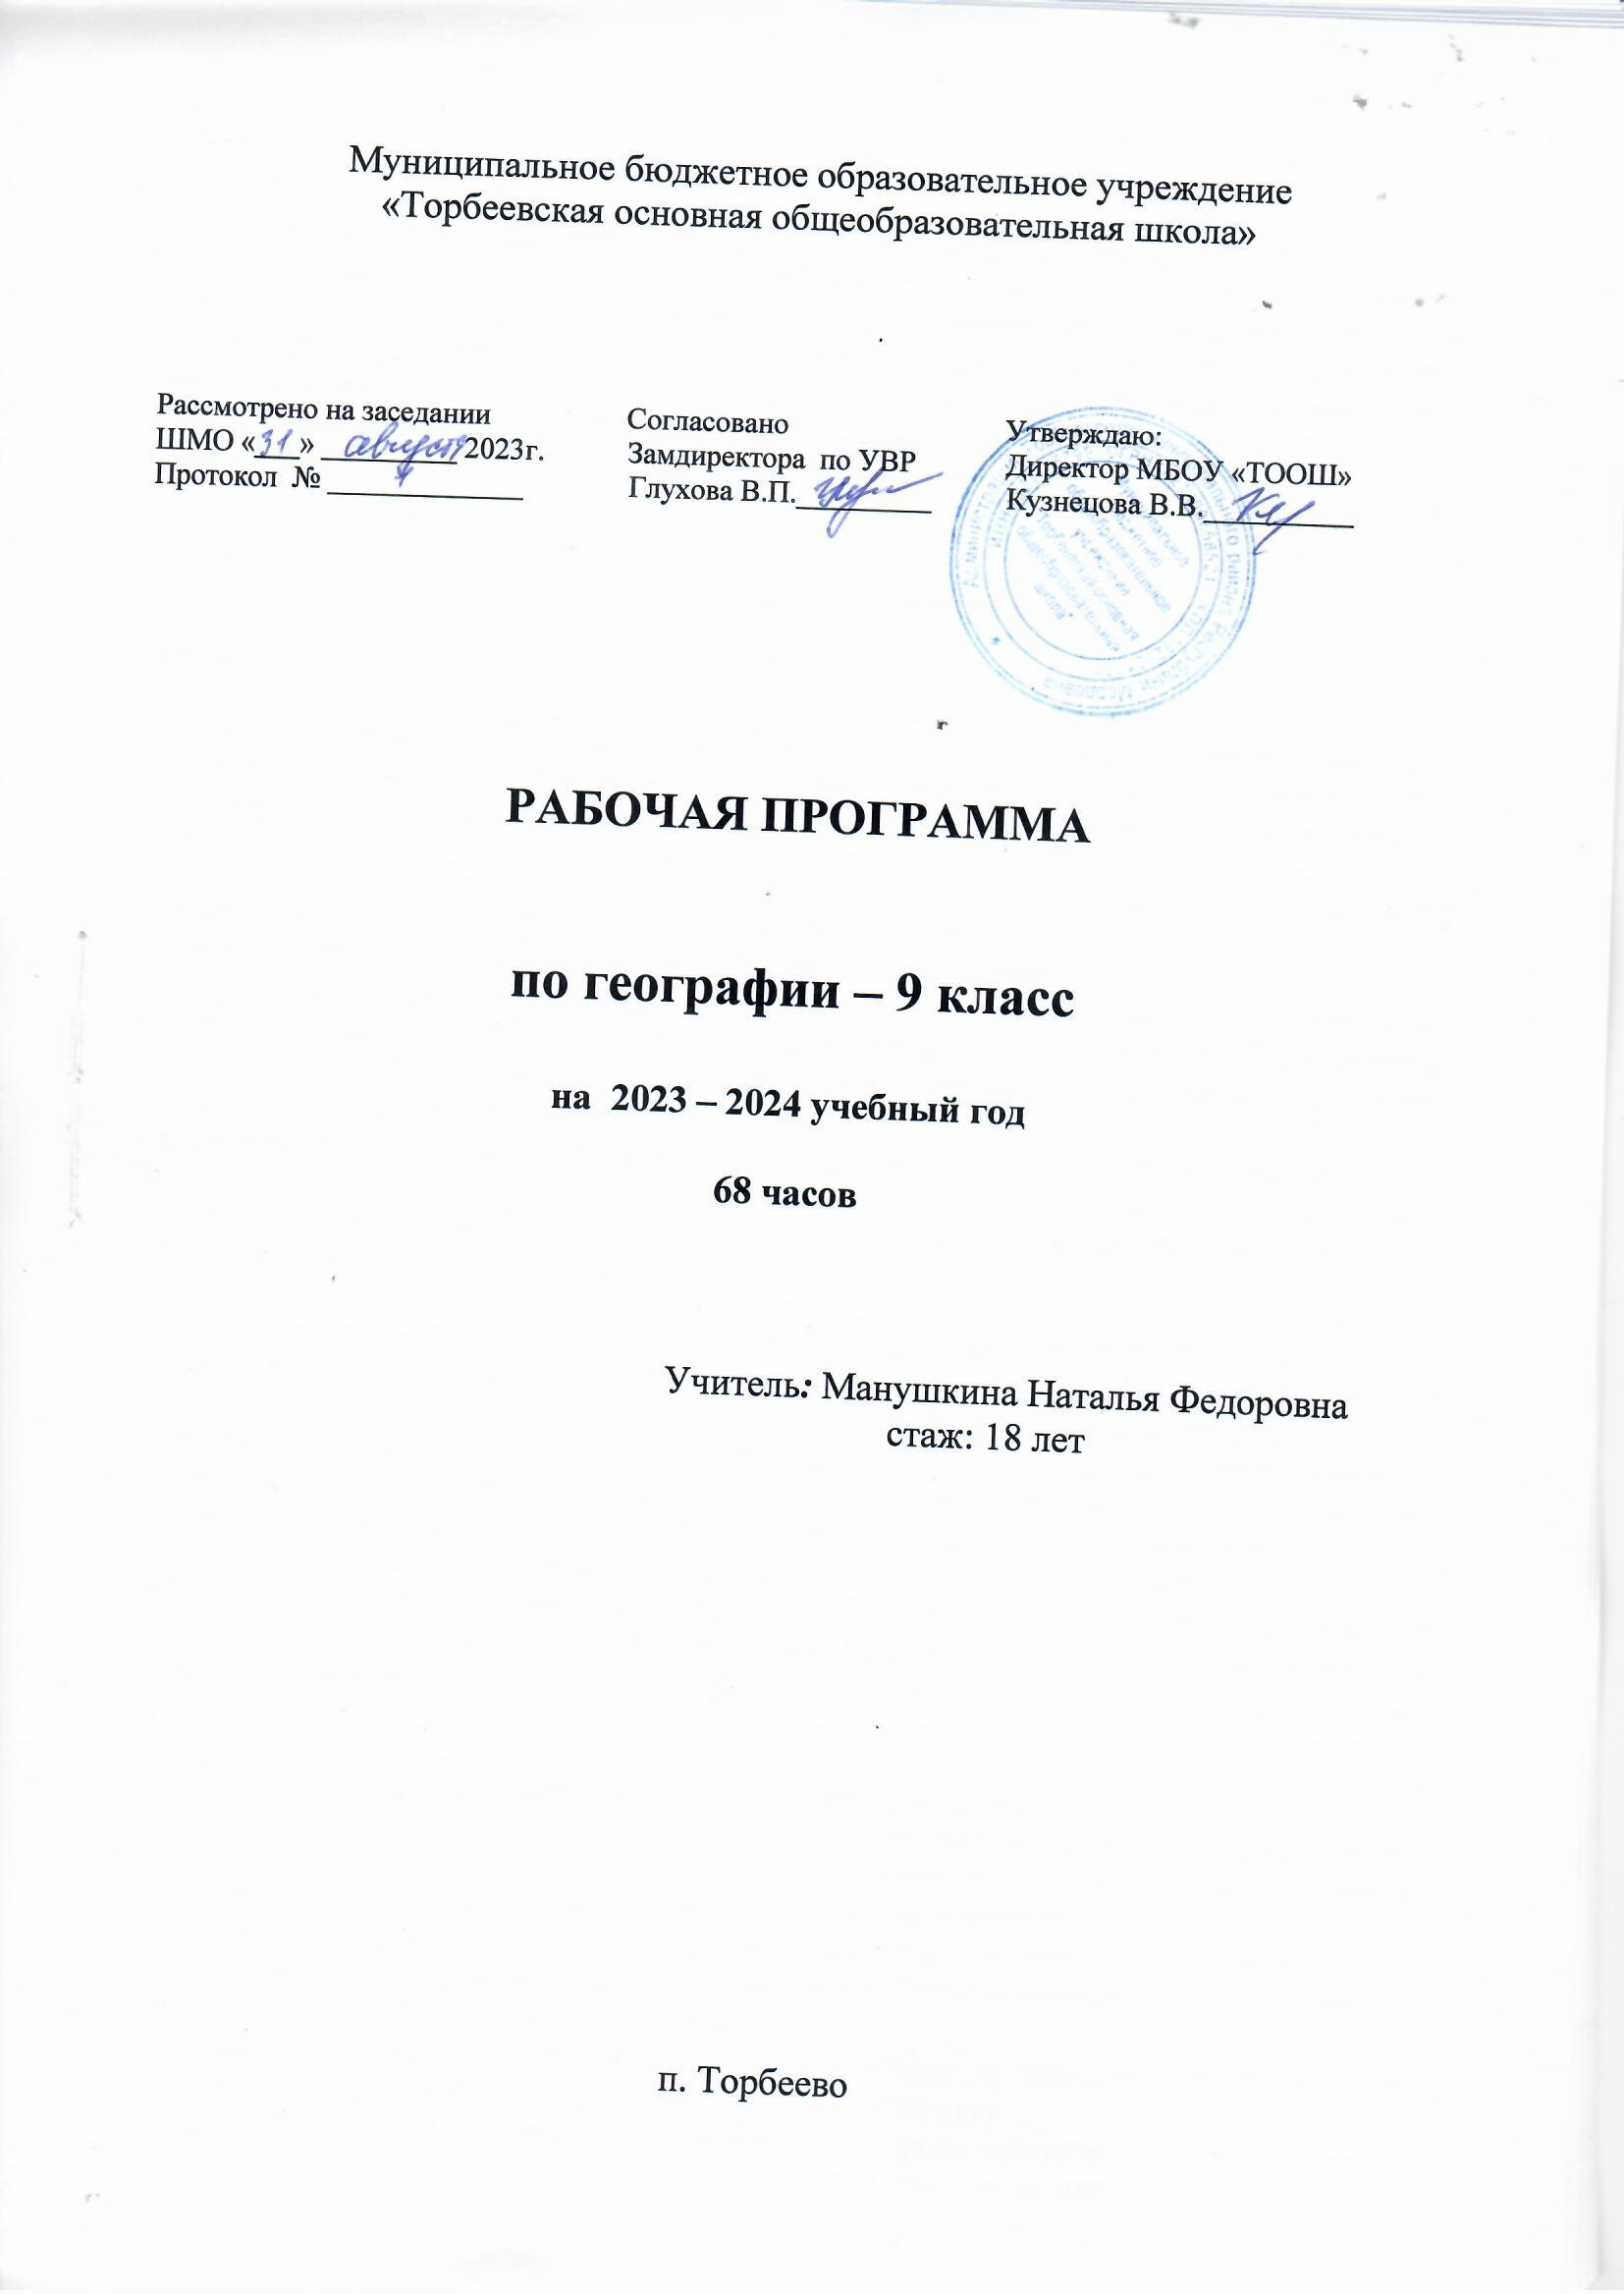 Муниципальное бюджетное образовательное учреждение
«Торбеевская основная общеобразовательная школа»
Рассмотрено на заседании
ШМО «31» августа 2023г.
Протокол №
Согласовано
Замдиректора по УВР
Глухова В.П.
Утверждаю:
Директор МБОУ «ТООШ»
Кузнецова В.В.
РАБОЧАЯ ПРОГРАММА
по географии – 9 класс
на 2023 – 2024 учебный год
68 часов
Учитель: Манушкина Наталья Федоровна
стаж: 18 лет
п. Торбеево